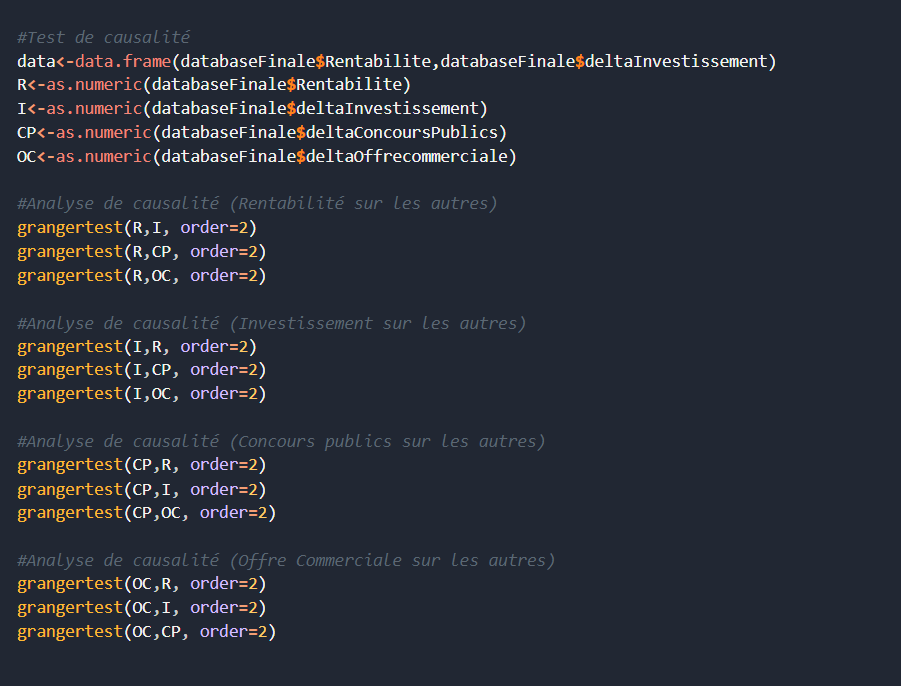 #Test de causalité
data<-data.frame(databaseFinale$Rentabilite,databaseFinale$deltaInvestissement)
R<-as.numeric(databaseFinale$Rentabilite)
I<-as.numeric(databaseFinale$deltaInvestissement)
CP<-as.numeric(databaseFinale$deltaConcoursPublics)
OC<-as.numeric(databaseFinale$deltaOffrecommerciale)
#Analyse de causalité (Rentabilité sur les autres)
grangertest(R,I, order=2)
grangertest(R,CP, order=2)
grangertest(R,OC, order=2)
#Analyse de causalité (Investissement sur les autres)
grangertest(I,R, order=2)
grangertest(I,CP, order=2)
grangertest(I,OC, order=2)
#Analyse de causalité (Concours publics sur les autres)
grangertest(CP,R, order=2)
grangertest(CP,I, order=2)
grangertest(CP,OC, order=2)
#Analyse de causalité (Offre Commerciale sur les autres)
grangertest(OC,R, order=2)
grangertest(OC,I, order=2)
grangertest(OC,CP, order=2)